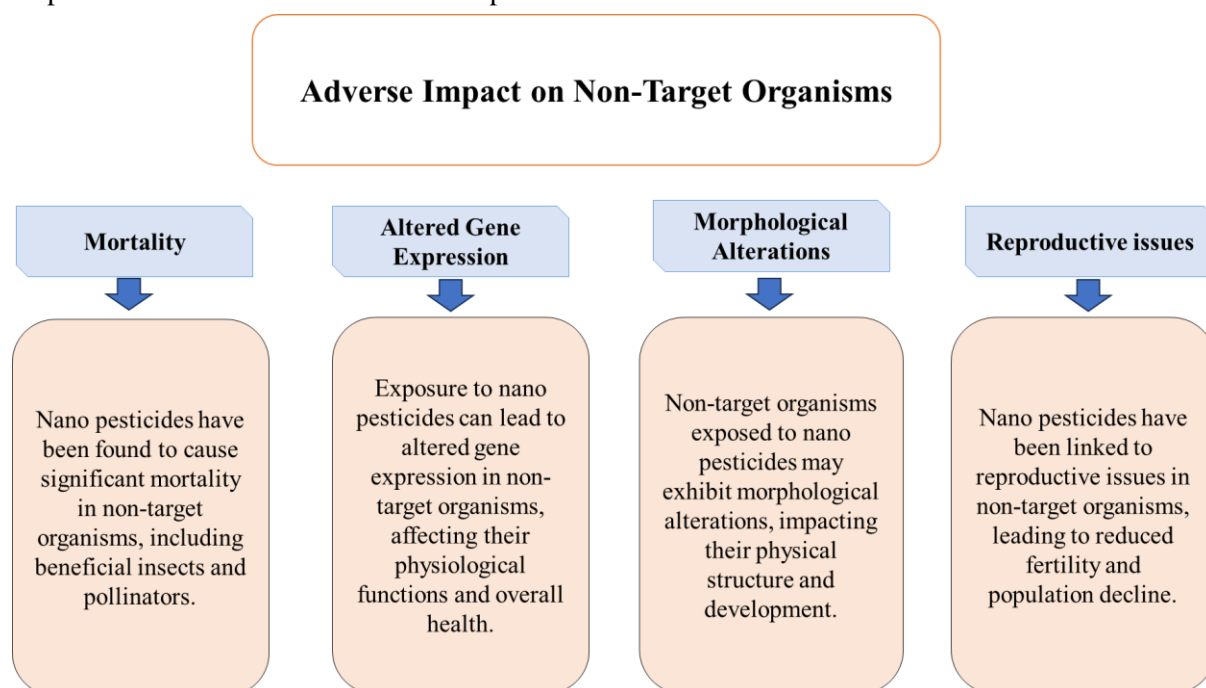 Adverse Impact on Non-Target Organisms
Mortality
Nano pesticides have
been found to cause
significant mortality
in non-target
organisms, including
beneficial insects and
pollinators.
Altered Gene
Expression
Exposure to nano
pesticides can lead to
altered gene
expression in non-
target organisms,
affecting their
physiological
functions and overall
health.
Morphological
Alterations
Non-target organisms
exposed to nano
pesticides may
exhibit morphological
alterations, impacting
their physical
structure and
development.
Reproductive issues
Nano pesticides have
been linked to
reproductive issues in
non-target organisms,
leading to reduced
fertility and
population decline.